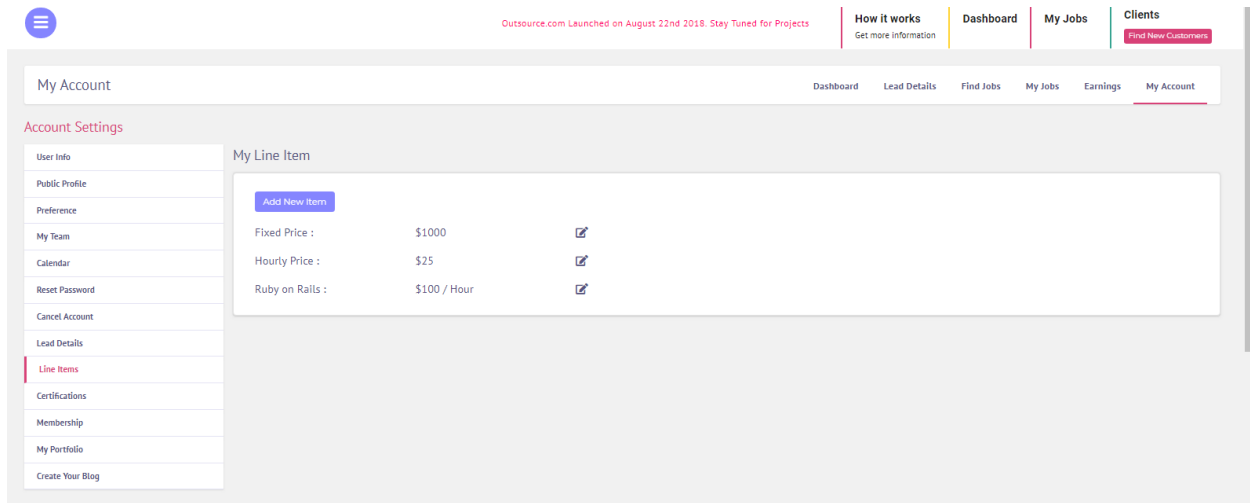 Outsource.com Launched on August 22nd 2018. Stay Tuned for Projects
How it works
Get more information
Dashboard
My Jobs
Clients
Find New Customers
My Account
Dashboard Lead Details Find Jobs My Jobs Earnings My Account
Account Settings
User Info
Public Profile
Preference
My Team
Calendar
Reset Password
Cancel Account
Lead Details
Line Items
Certifications
Membership
My Portfolio
Create Your Blog
My Line Item
Add New Item
Fixed Price : $1000
Hourly Price : $25
Ruby on Rails : $100 / Hour